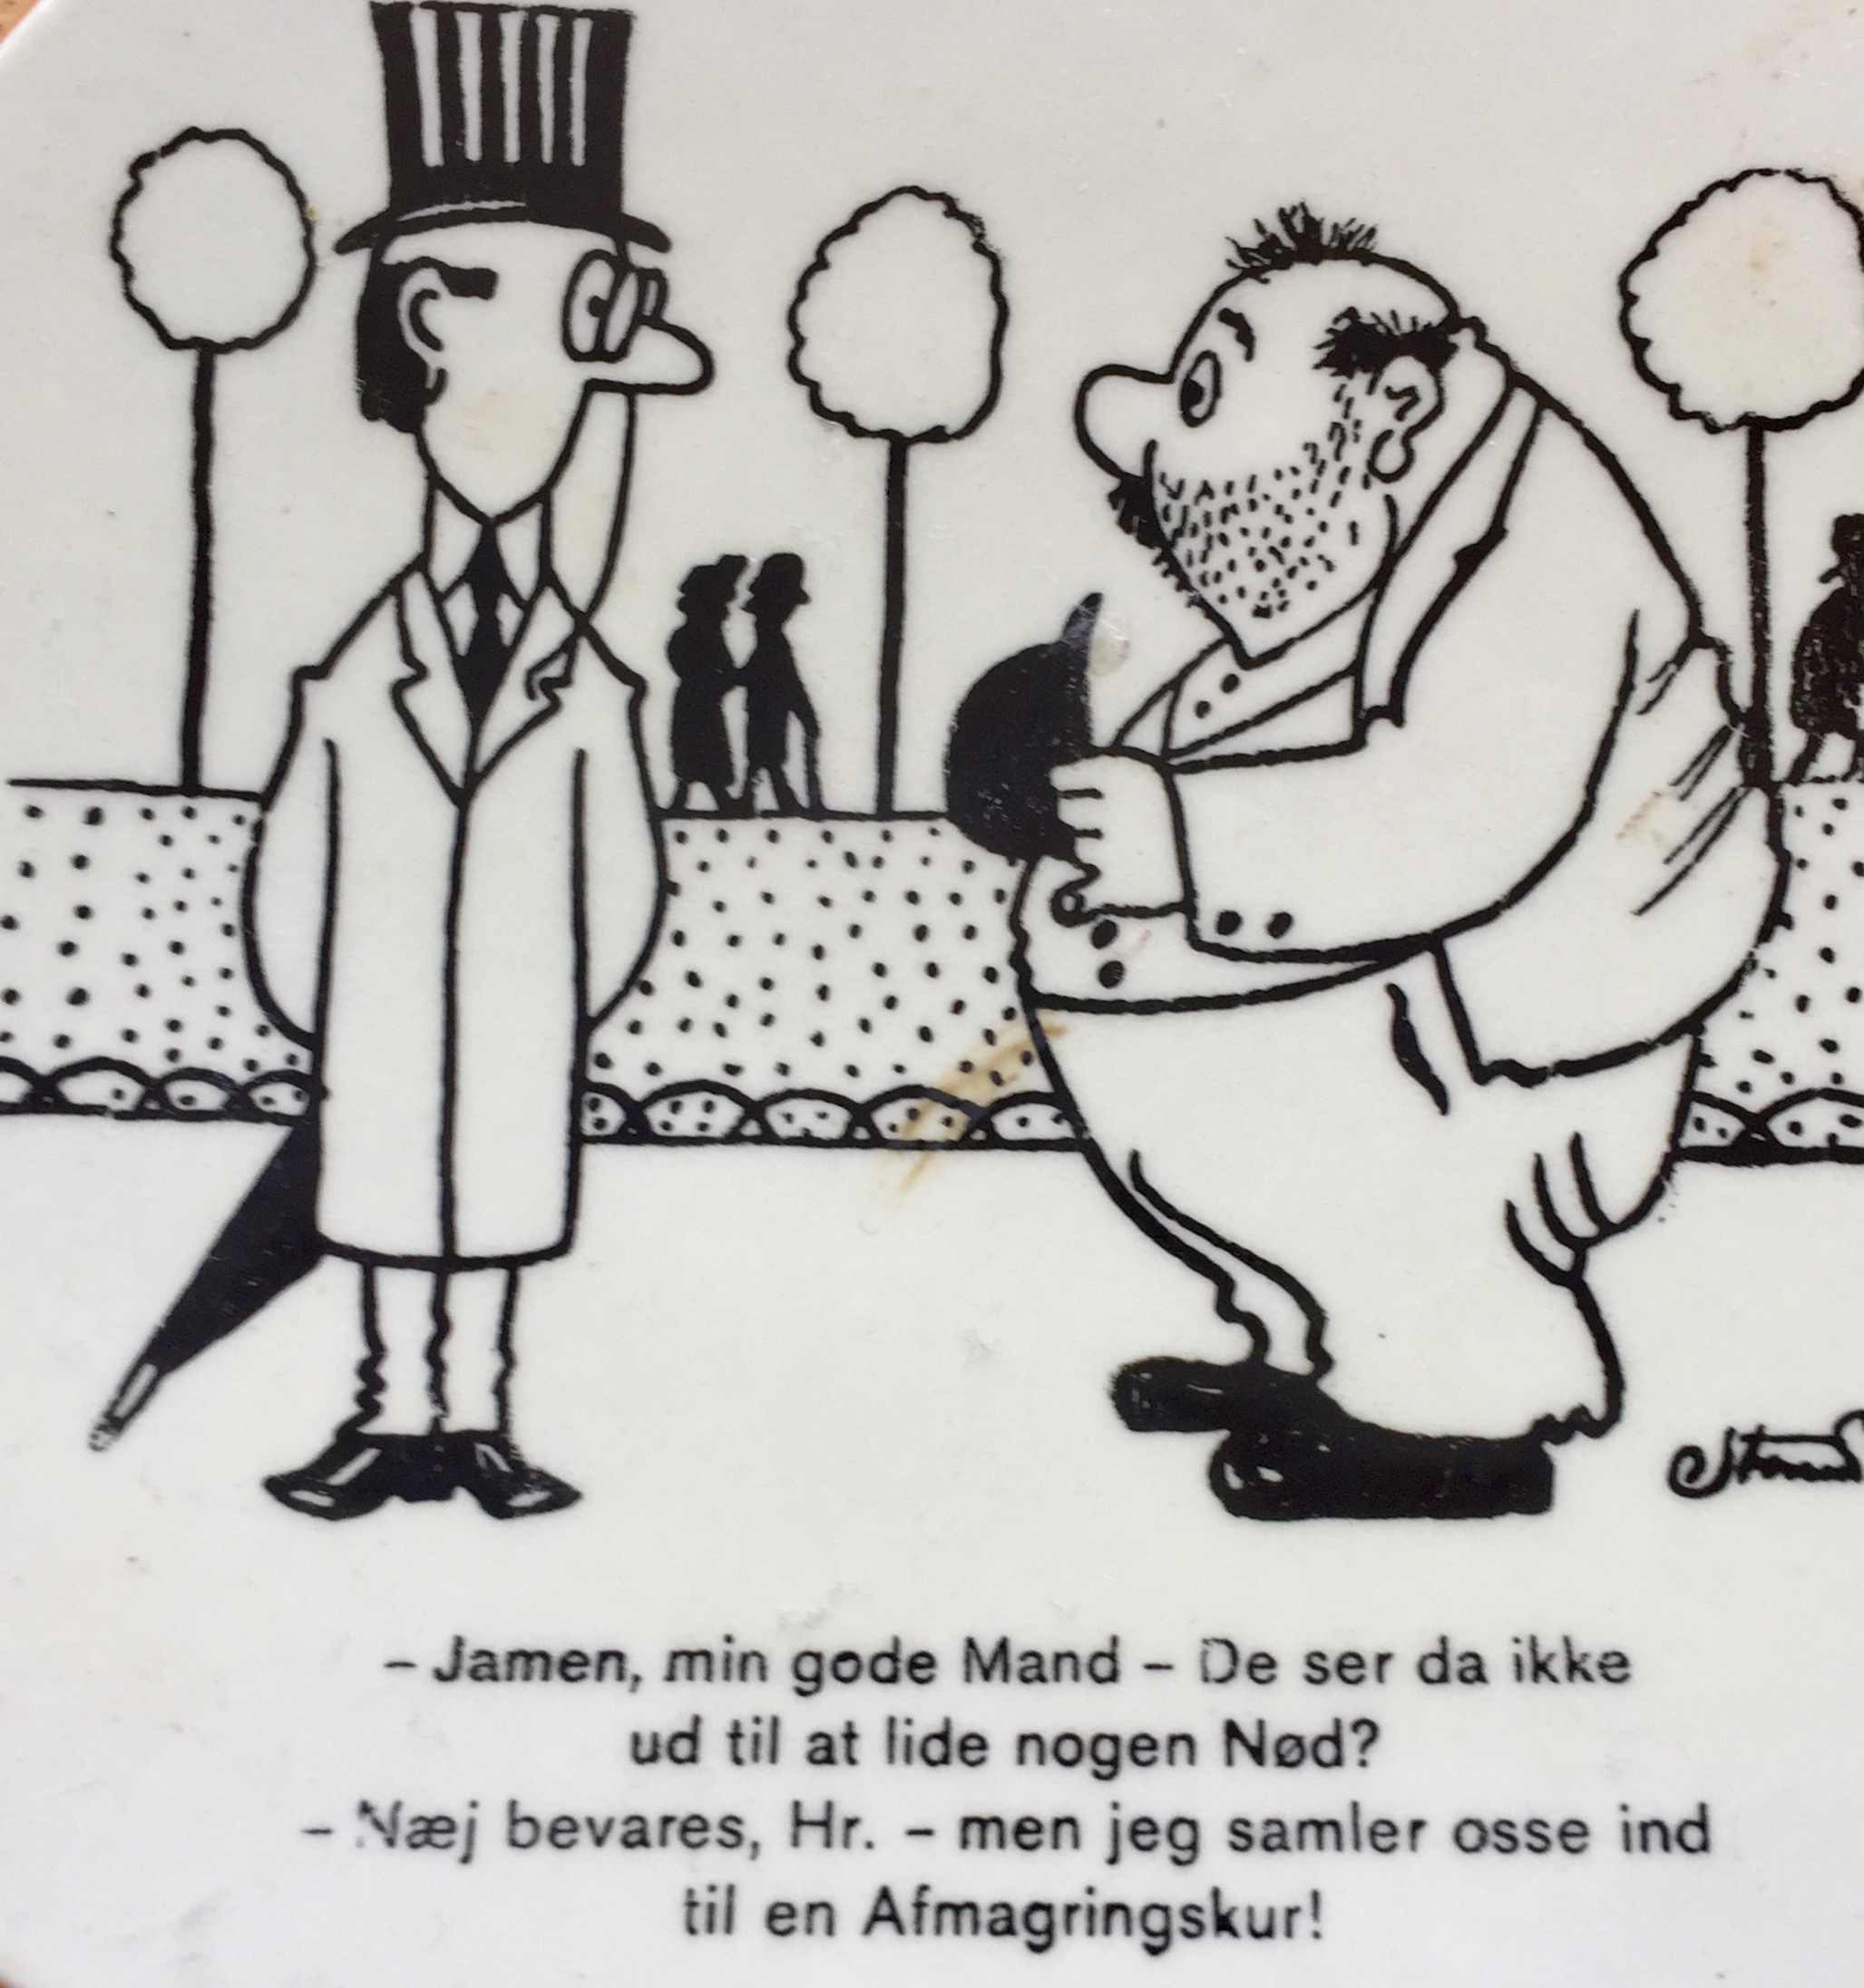 – Jamen, min gode Mand – De ser da ikke
ud til at lide nogen Nød?
– Næj bevares, Hr. – men jeg samler osse ind
til en Afmagringskur!